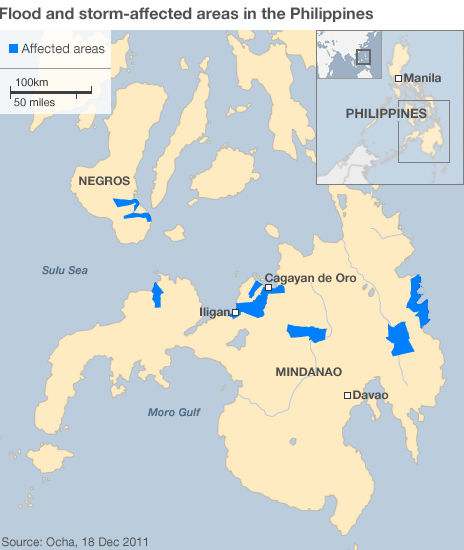 Flood and storm-affected areas in the Philippines
Affected areas
100km
50 miles
Manila
PHILIPPINES
NEGROS
Sulu Sea
Cagayan de Oro
Iligan
MINDANAO
Davao
Moro Gulf
Source: Ocha, 18 Dec 2011